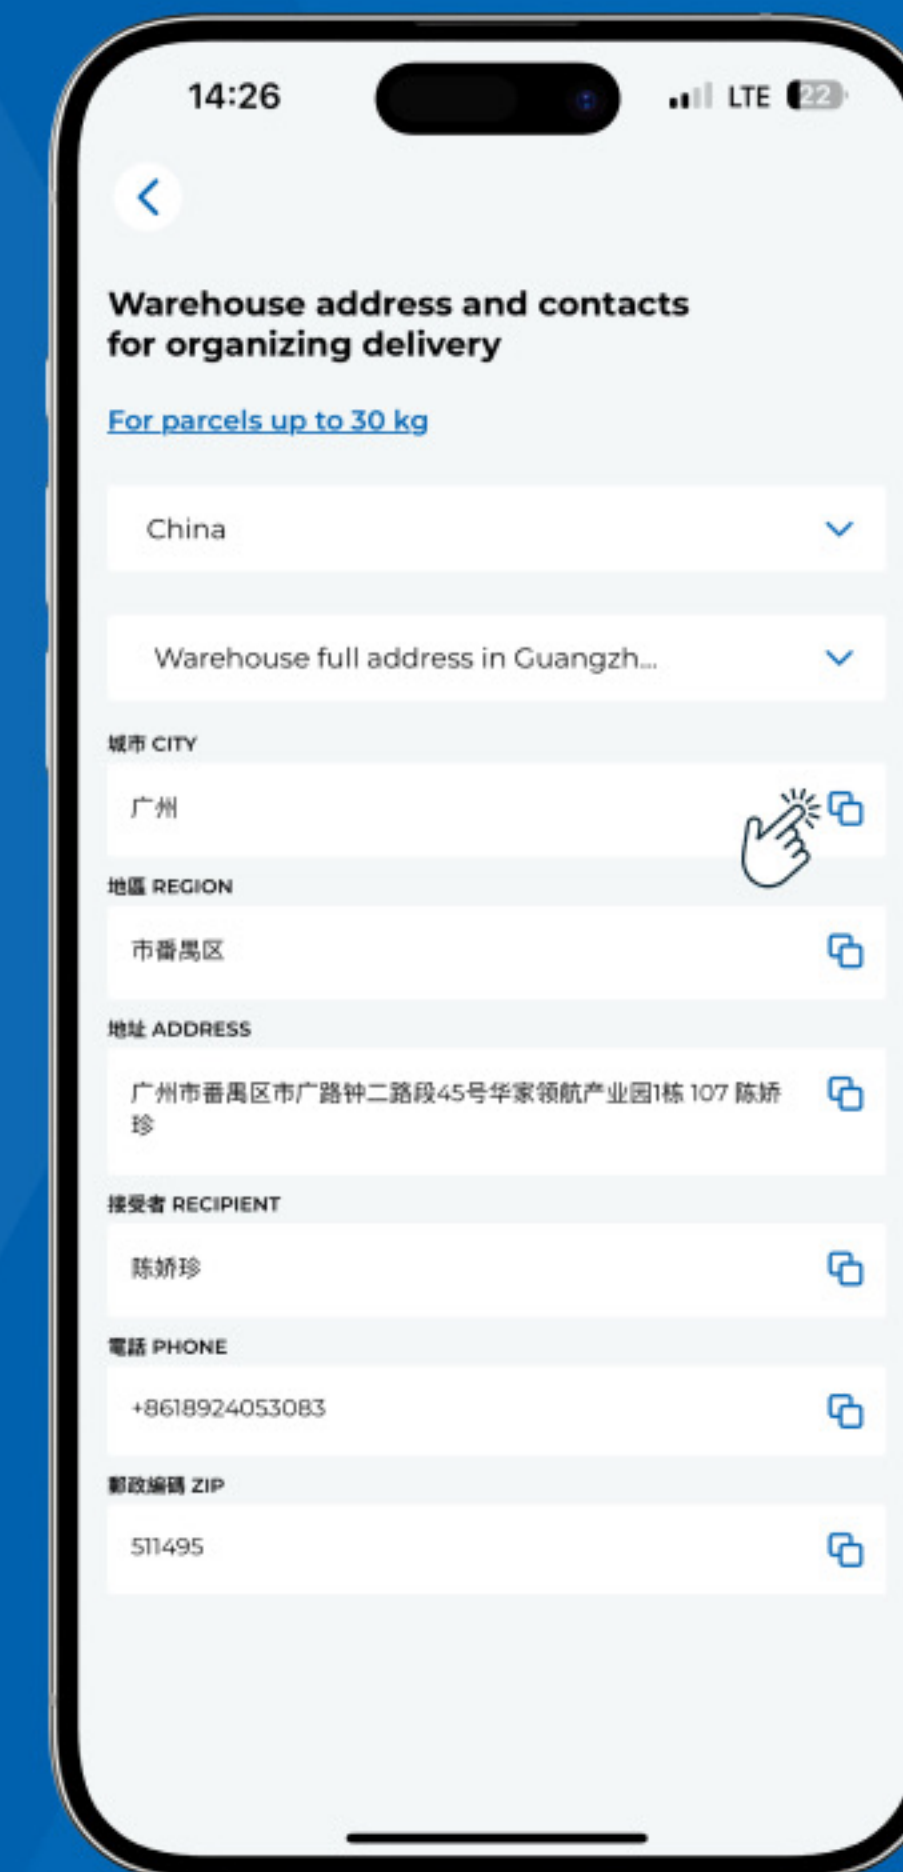 14:26
LTE 22
Warehouse address and contacts
for organizing delivery
For parcels up to 30 kg
China
Warehouse full address in Guangzh...
城市 CITY
广州
地區 REGION
市番禺区
地址 ADDRESS
广州市番禺区市广路钟二路段45号华家领航产业园1栋 107 陈娇
珍
接受者 RECIPIENT
陈娇珍
電話 PHONE
+8618924053083
郵政編碼 ZIP
511495